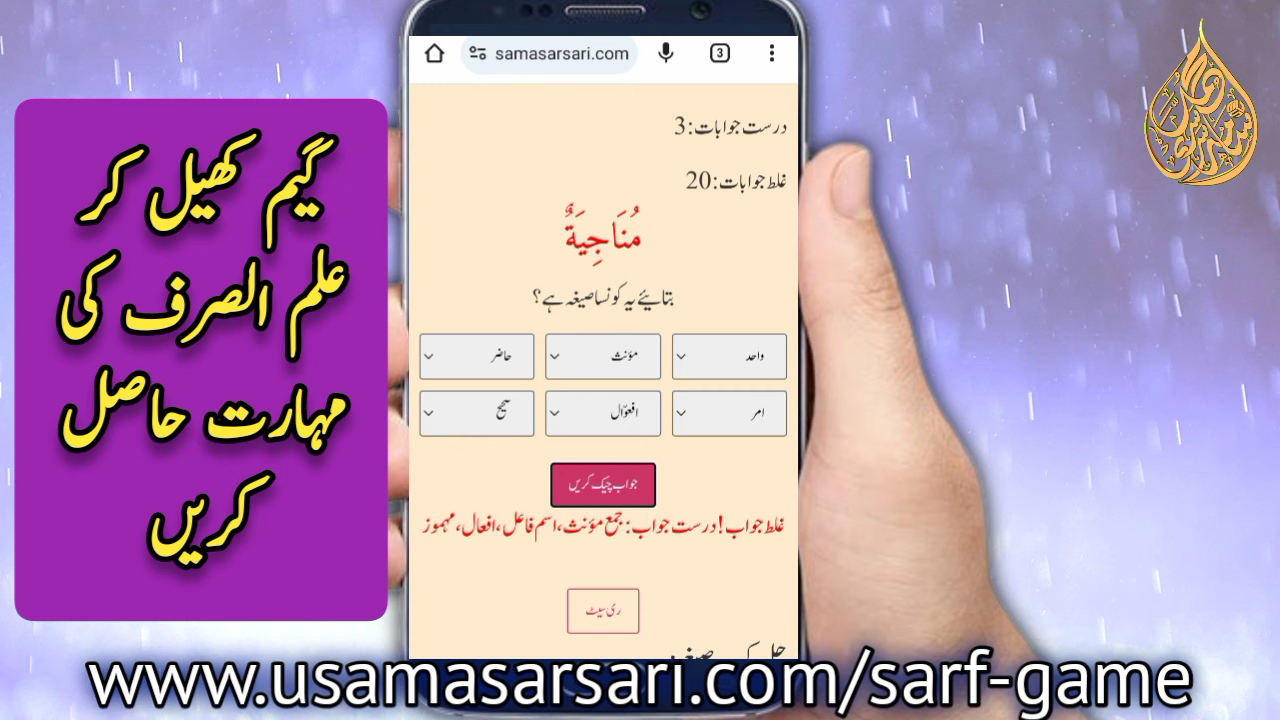 گیم کھیل کر
علم الصرف کی
مہارت حاصل
کریں
samasarsari.com
3
درست جوابات: 3
غلط جوابات: 20
مُنَاجِيَةٌ
بتائیے یہ کونسا صیغہ ہے؟
واحد
مؤنث
حاضر
امر
افعوّال
صحیح
جواب چیک کریں
غلط جواب! درست جواب: جمع مؤنث، اسم فاعل، افعال، مہموز
ری سیٹ
www.usamasarsari.com/sarf-game